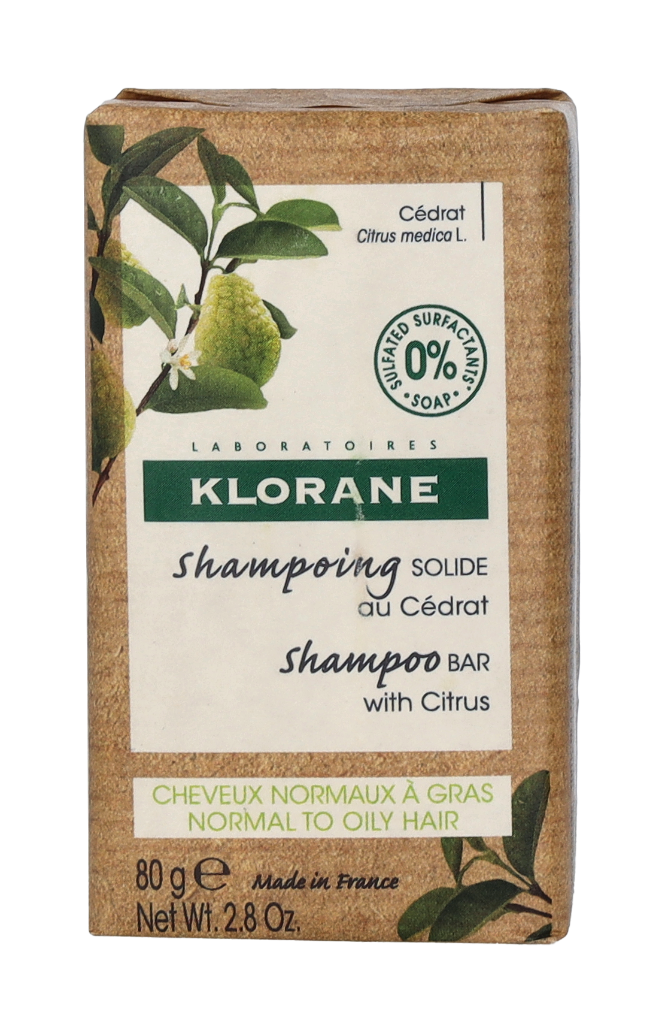 Cédrat
Citrus medica L.
SULFATED SURFACTANTS*
0%
•SOAP•
LABORATOIRES
KLORANE
Shampoing SOLIDE
au Cédrat
Shampoo BAR
with Citrus
CHEVEUX NORMAUX À GRAS
NORMAL TO OILY HAIR
80 g ℮ Made in France
Net Wt. 2.8 Oz.